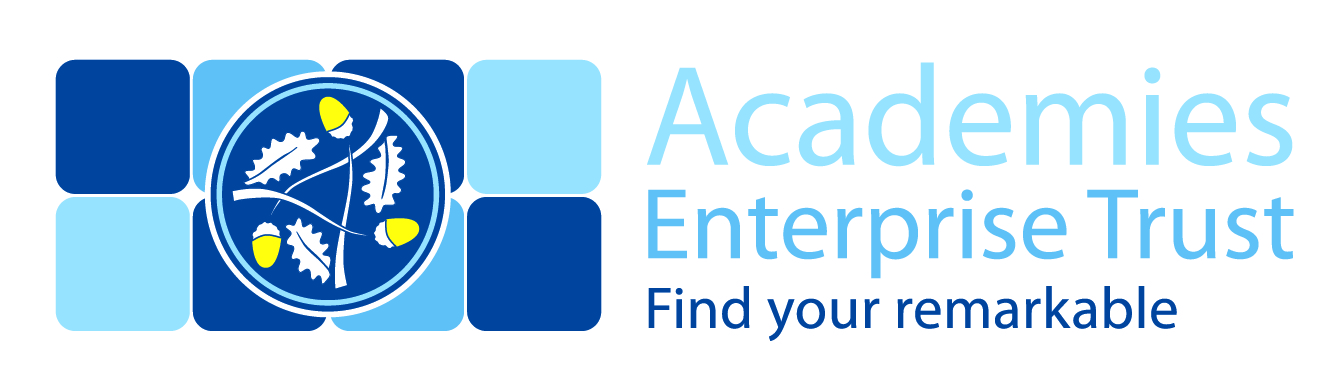 Academies
Enterprise Trust
Find your remarkable